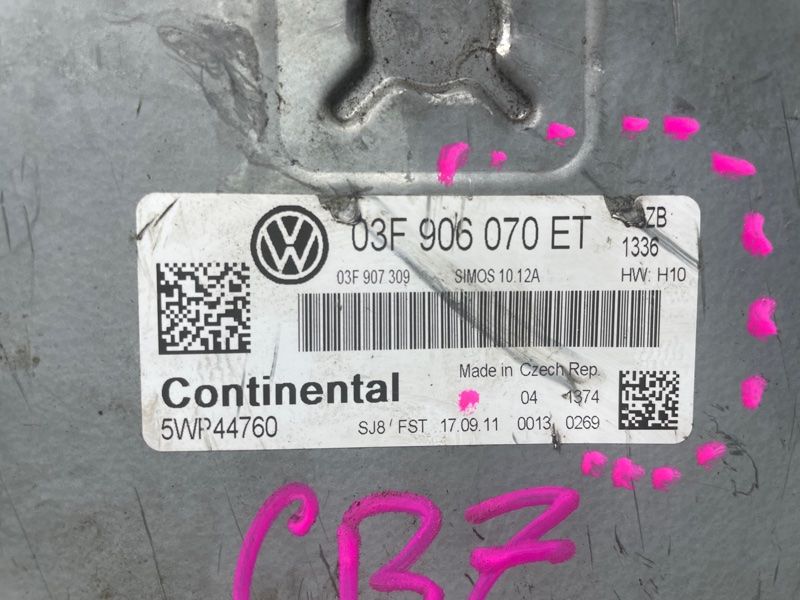 03F 906 070 ET
ZB
1336
03F 907 309 SIMOS 10.12A HW: H10
Continental
Made in Czech Rep.
04 1374
5WP44760
SJ8 FST 17.09.11 0013 0269